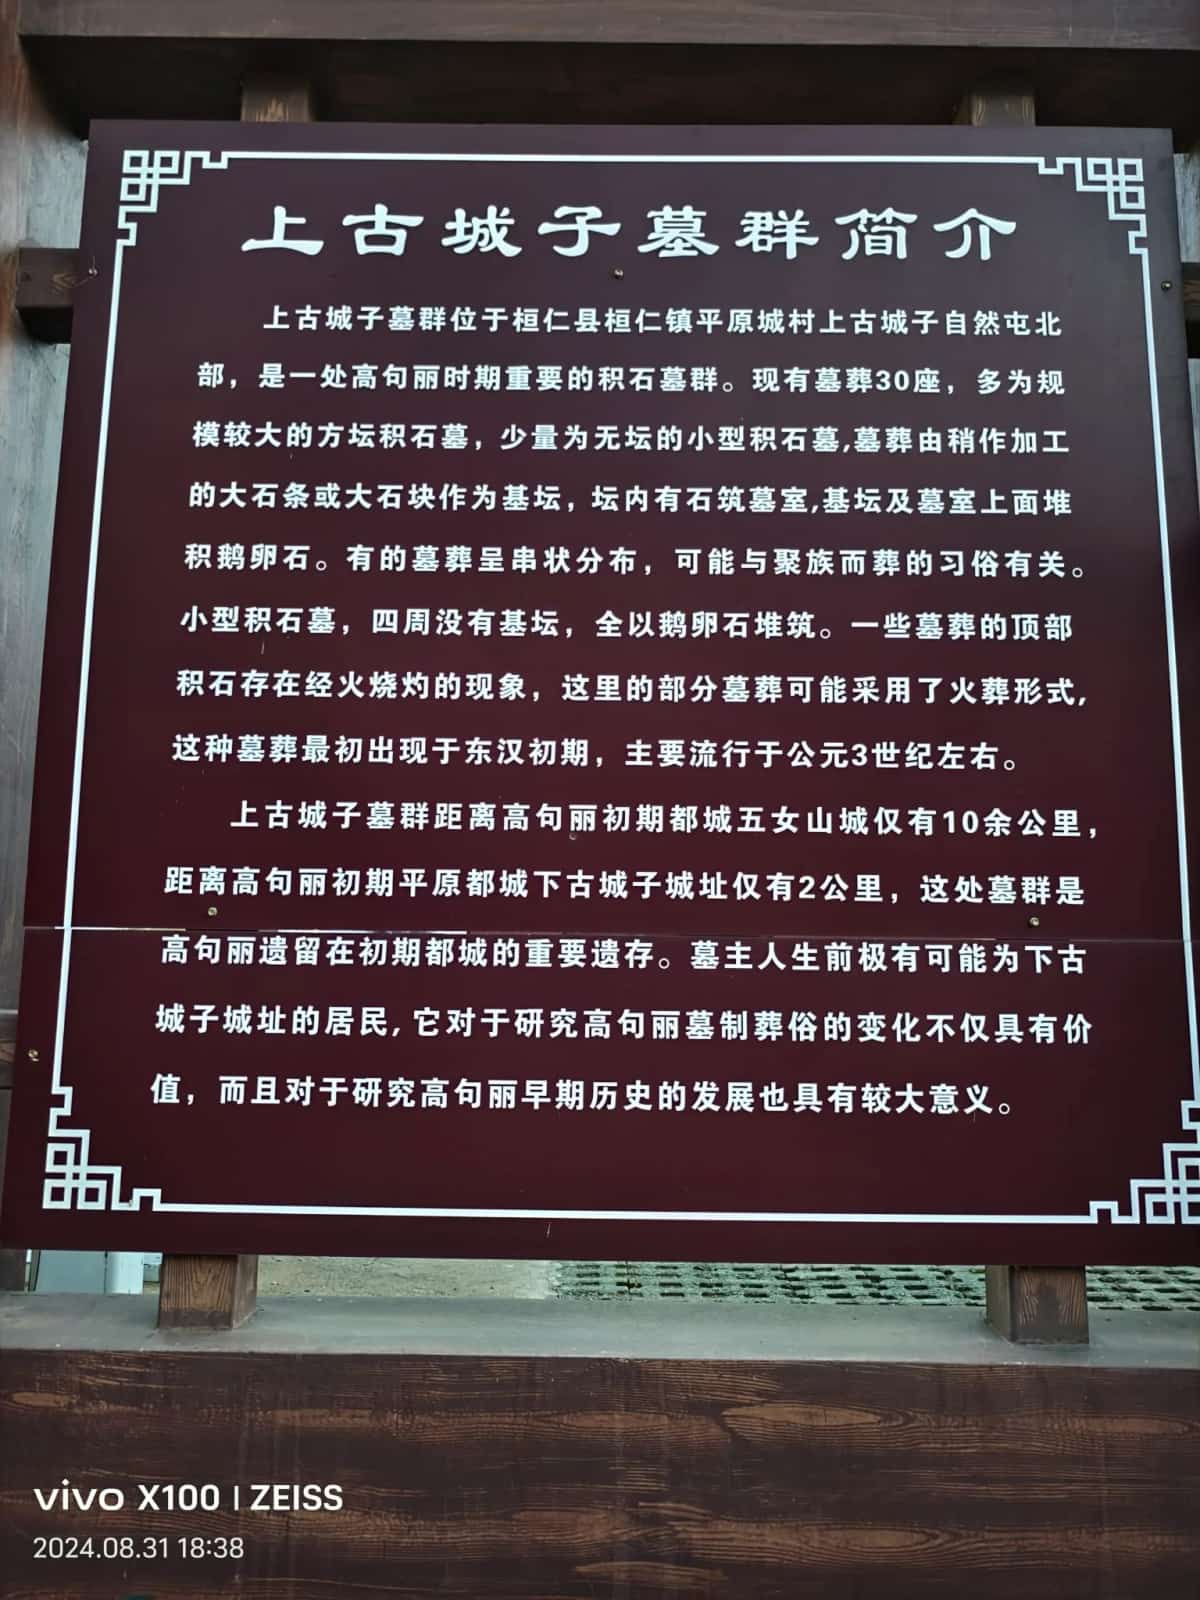 上古城子墓群简介
上古城子墓群位于桓仁县桓仁镇平原城村上古城子自然屯北
部，是一处高句丽时期重要的积石墓群。现有墓葬30座，多为规
模较大的方坛积石墓，少量为无坛的小型积石墓,墓葬由稍作加工
的大石条或大石块作为基坛，坛内有石筑墓室,基坛及墓室上面堆
积鹅卵石。有的墓葬呈串状分布，可能与聚族而葬的习俗有关。
小型积石墓，四周没有基坛，全以鹅卵石堆筑。一些墓葬的顶部
积石存在经火烧灼的现象，这里的部分墓葬可能采用了火葬形式,
这种墓葬最初出现于东汉初期，主要流行于公元3世纪左右。
上古城子墓群距离高句丽初期都城五女山城仅有10余公里，
距离高句丽初期平原都城下古城子城址仅有2公里，这处墓群是
高句丽遗留在初期都城的重要遗存。墓主人生前极有可能为下古
城子城址的居民,它对于研究高句丽墓制葬俗的变化不仅具有价
值，而且对于研究高句丽早期历史的发展也具有较大意义。
vivo X100 | ZEISS
2024.08.31 18:38